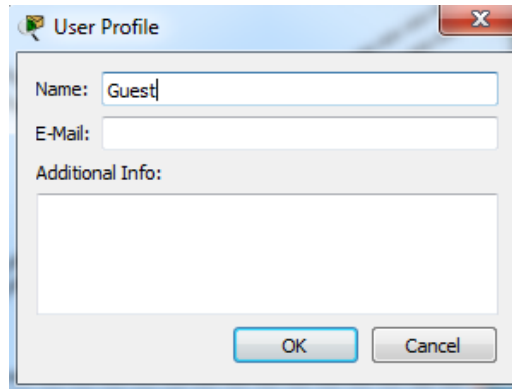 User Profile
Name: Guest
E-Mail:
Additional Info:
OK Cancel